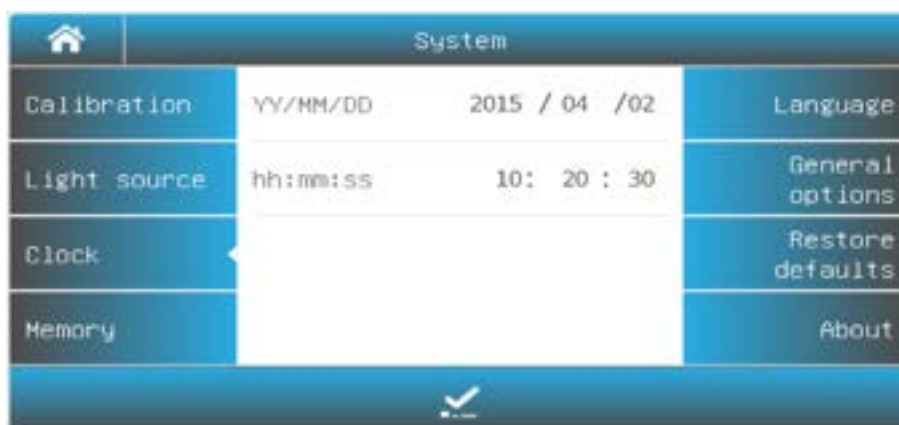 System
Calibration
Light source
Clock
Memory
YY/MM/DD 2015 / 04 /02
hh:mm:ss 10: 20 : 30
Language
General
options
Restore
defaults
About